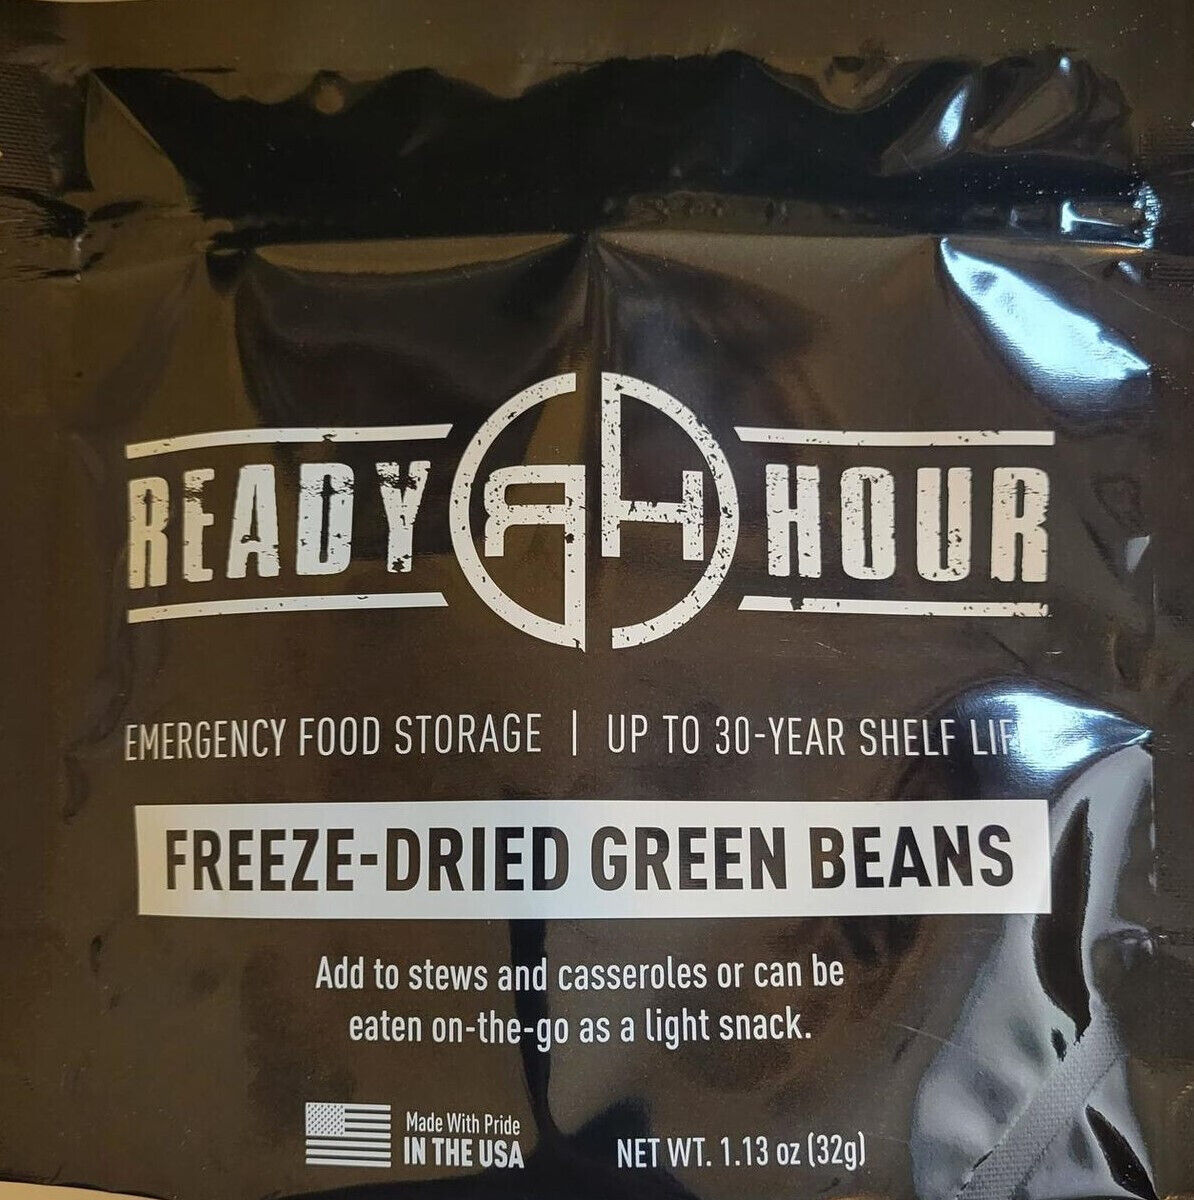 READY RH HOUR
EMERGENCY FOOD STORAGE | UP TO 30-YEAR SHELF LIF
FREEZE-DRIED GREEN BEANS
Add to stews and casseroles or can be
eaten on-the-go as a light snack.
Made With Pride
IN THE USA
NET WT. 1.13 oz (32g)